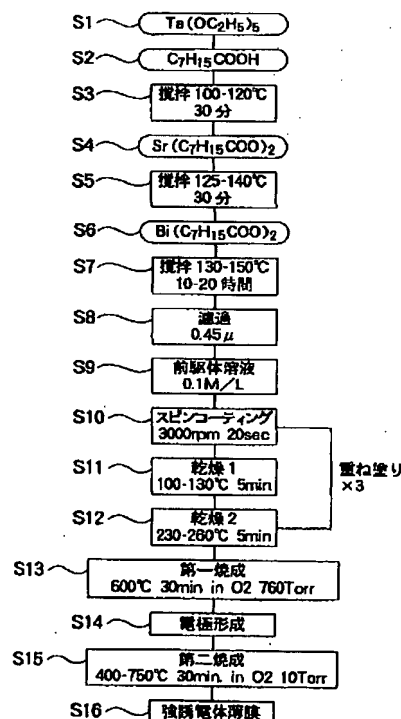 S1 Ta(OC2H5)5
S2 C7H15COOH
S3 撹拌 100-120℃
30分
S4 Sr(C7H15COO)2
S5 撹拌 125-140℃
30分
S6 Bi(C7H15COO)2
S7 撹拌 130-150℃
10-20時間
S8 濾過
0.45μ
S9 前駆体溶液
0.1M/L
S10 スピンコーティング
3000rpm 20sec
S11 乾燥1
100-130℃ 5min
重ね塗り
×3
S12 乾燥2
230-260℃ 5min
S13 第一焼成
600℃ 30min in O2 760Torr
S14 電極形成
S15 第二焼成
400-750℃ 30min. in O2 10Torr
S16 強誘電体薄膜